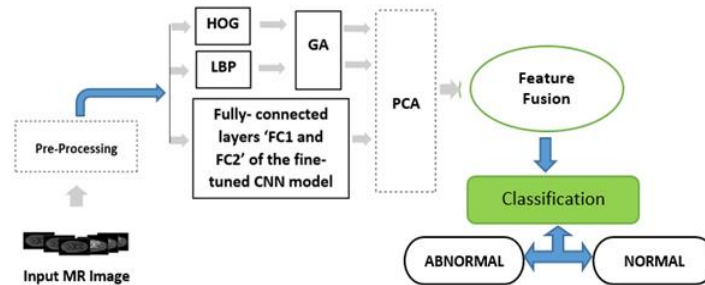 HOG
LBP
GA
PCA
Feature
Fusion
Pre-Processing
Fully- connected
layers ‘FC1 and
FC2’ of the fine-
tuned CNN model
Classification
Input MR Image
ABNORMAL
NORMAL